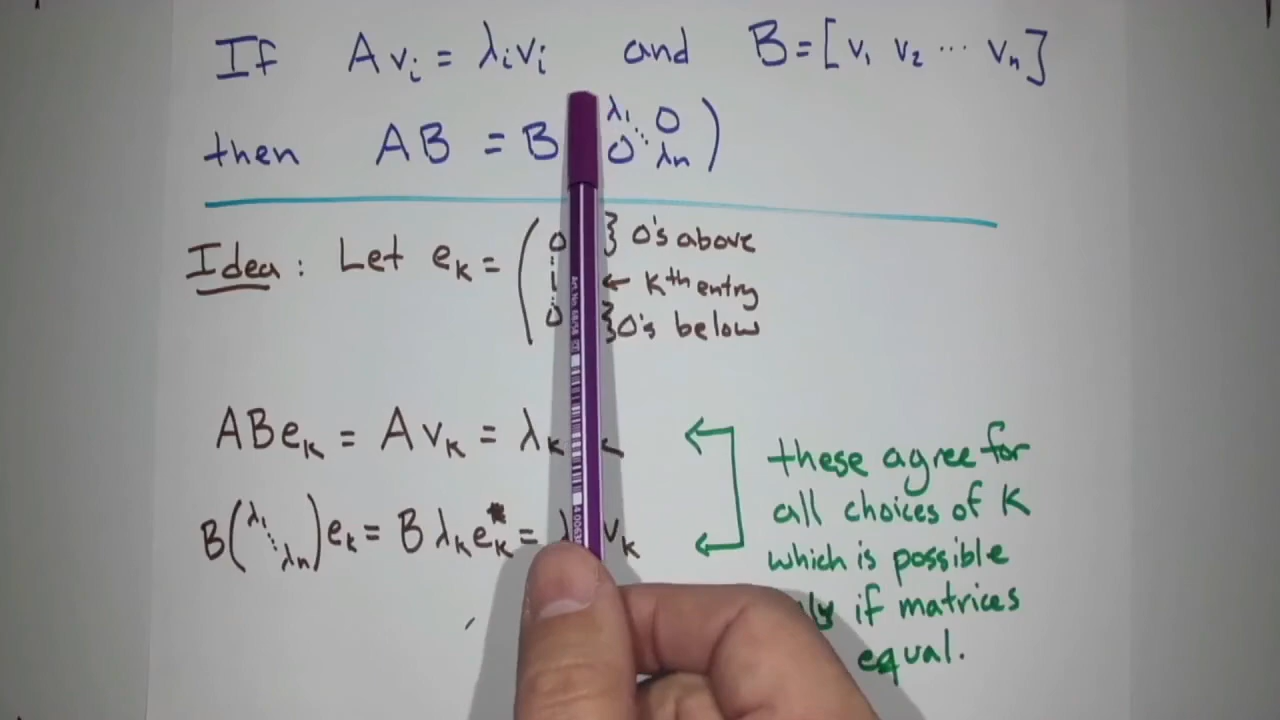 If Avᵢ = λᵢvᵢ and B = [v₁ v₂ ⋯ vₙ]
then AB = B λ₁ ⋱ 0 0 λₙ )
Idea: Let eₖ = ( 0 ⋮ 1 ⋮ 0 } 0's above
← Kth entry
} 0's below
ABeₖ = Avₖ = λₖ
B(λ₁ ⋱ λₙ)eₖ = Bλₖeₖ = λ vₖ
these agree for
all choices of K
which is possible
if matrices
equal.